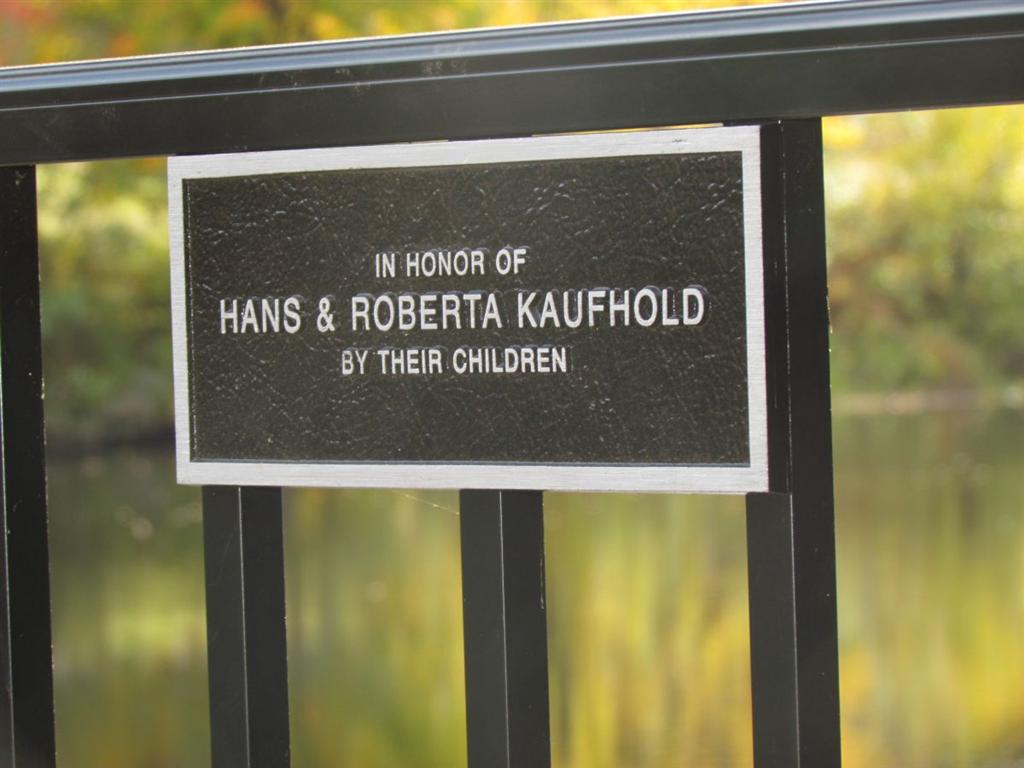 IN HONOR OF
HANS & ROBERTA KAUFHOLD
BY THEIR CHILDREN